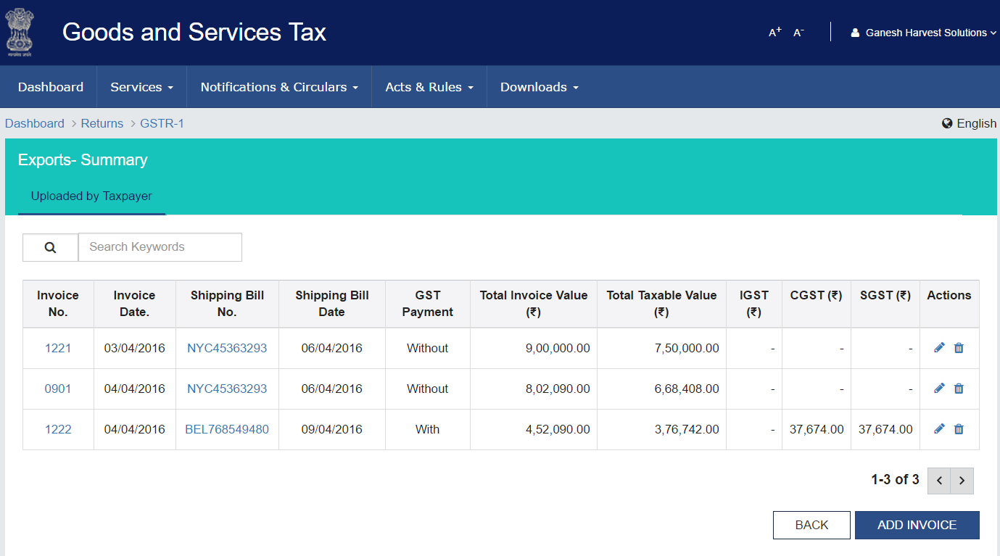 Goods and Services Tax
A+ A-
Ganesh Harvest Solutions
Dashboard Services Notifications & Circulars Acts & Rules Downloads
Dashboard > Returns > GSTR-1
English
Exports- Summary
Uploaded by Taxpayer
Search Keywords
Invoice No. Invoice Date. Shipping Bill No. Shipping Bill Date GST Payment Total Invoice Value (₹) Total Taxable Value (₹) IGST (₹) CGST (₹) SGST (₹) Actions
1221 03/04/2016 NYC45363293 06/04/2016 Without 9,00,000.00 7,50,000.00 - - -
0901 04/04/2016 NYC45363293 06/04/2016 Without 8,02,090.00 6,68,408.00 - - -
1222 04/04/2016 BEL768549480 09/04/2016 With 4,52,090.00 3,76,742.00 - 37,674.00 37,674.00
1-3 of 3
BACK ADD INVOICE